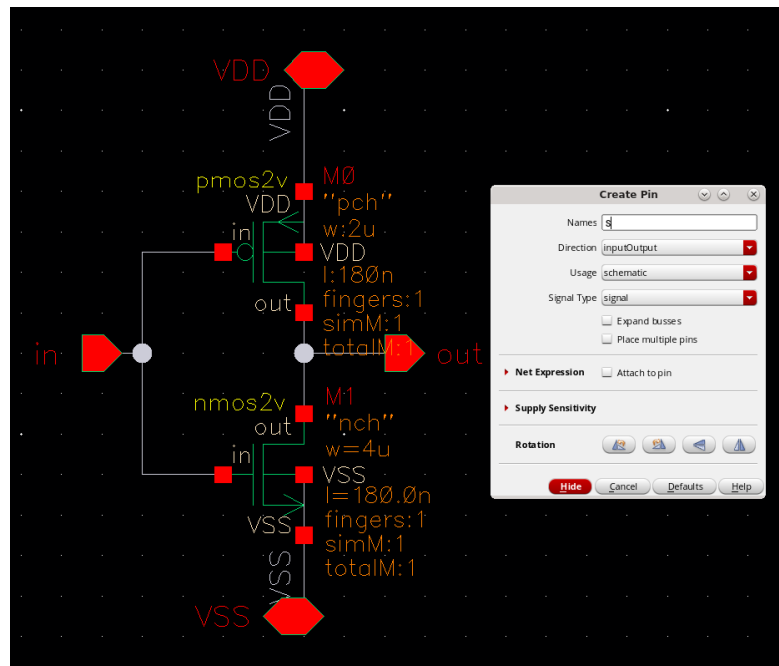 VDD
VDD
pmos2v
M0
"pch"
VDD
w:2u
in
VDD
l:180n
out
fingers:1
simM:1
totalM:1
in
out
nmos2v
M1
out
"nch"
in
w=4u
VSS
l=180.0n
VSS
fingers:1
simM:1
totalM:1
VSS
VSS
Create Pin
Names s
Direction inputOutput
Usage schematic
Signal Type signal
Expand busses
Place multiple pins
Net Expression Attach to pin
Supply Sensitivity
Rotation
Hide Cancel Defaults Help